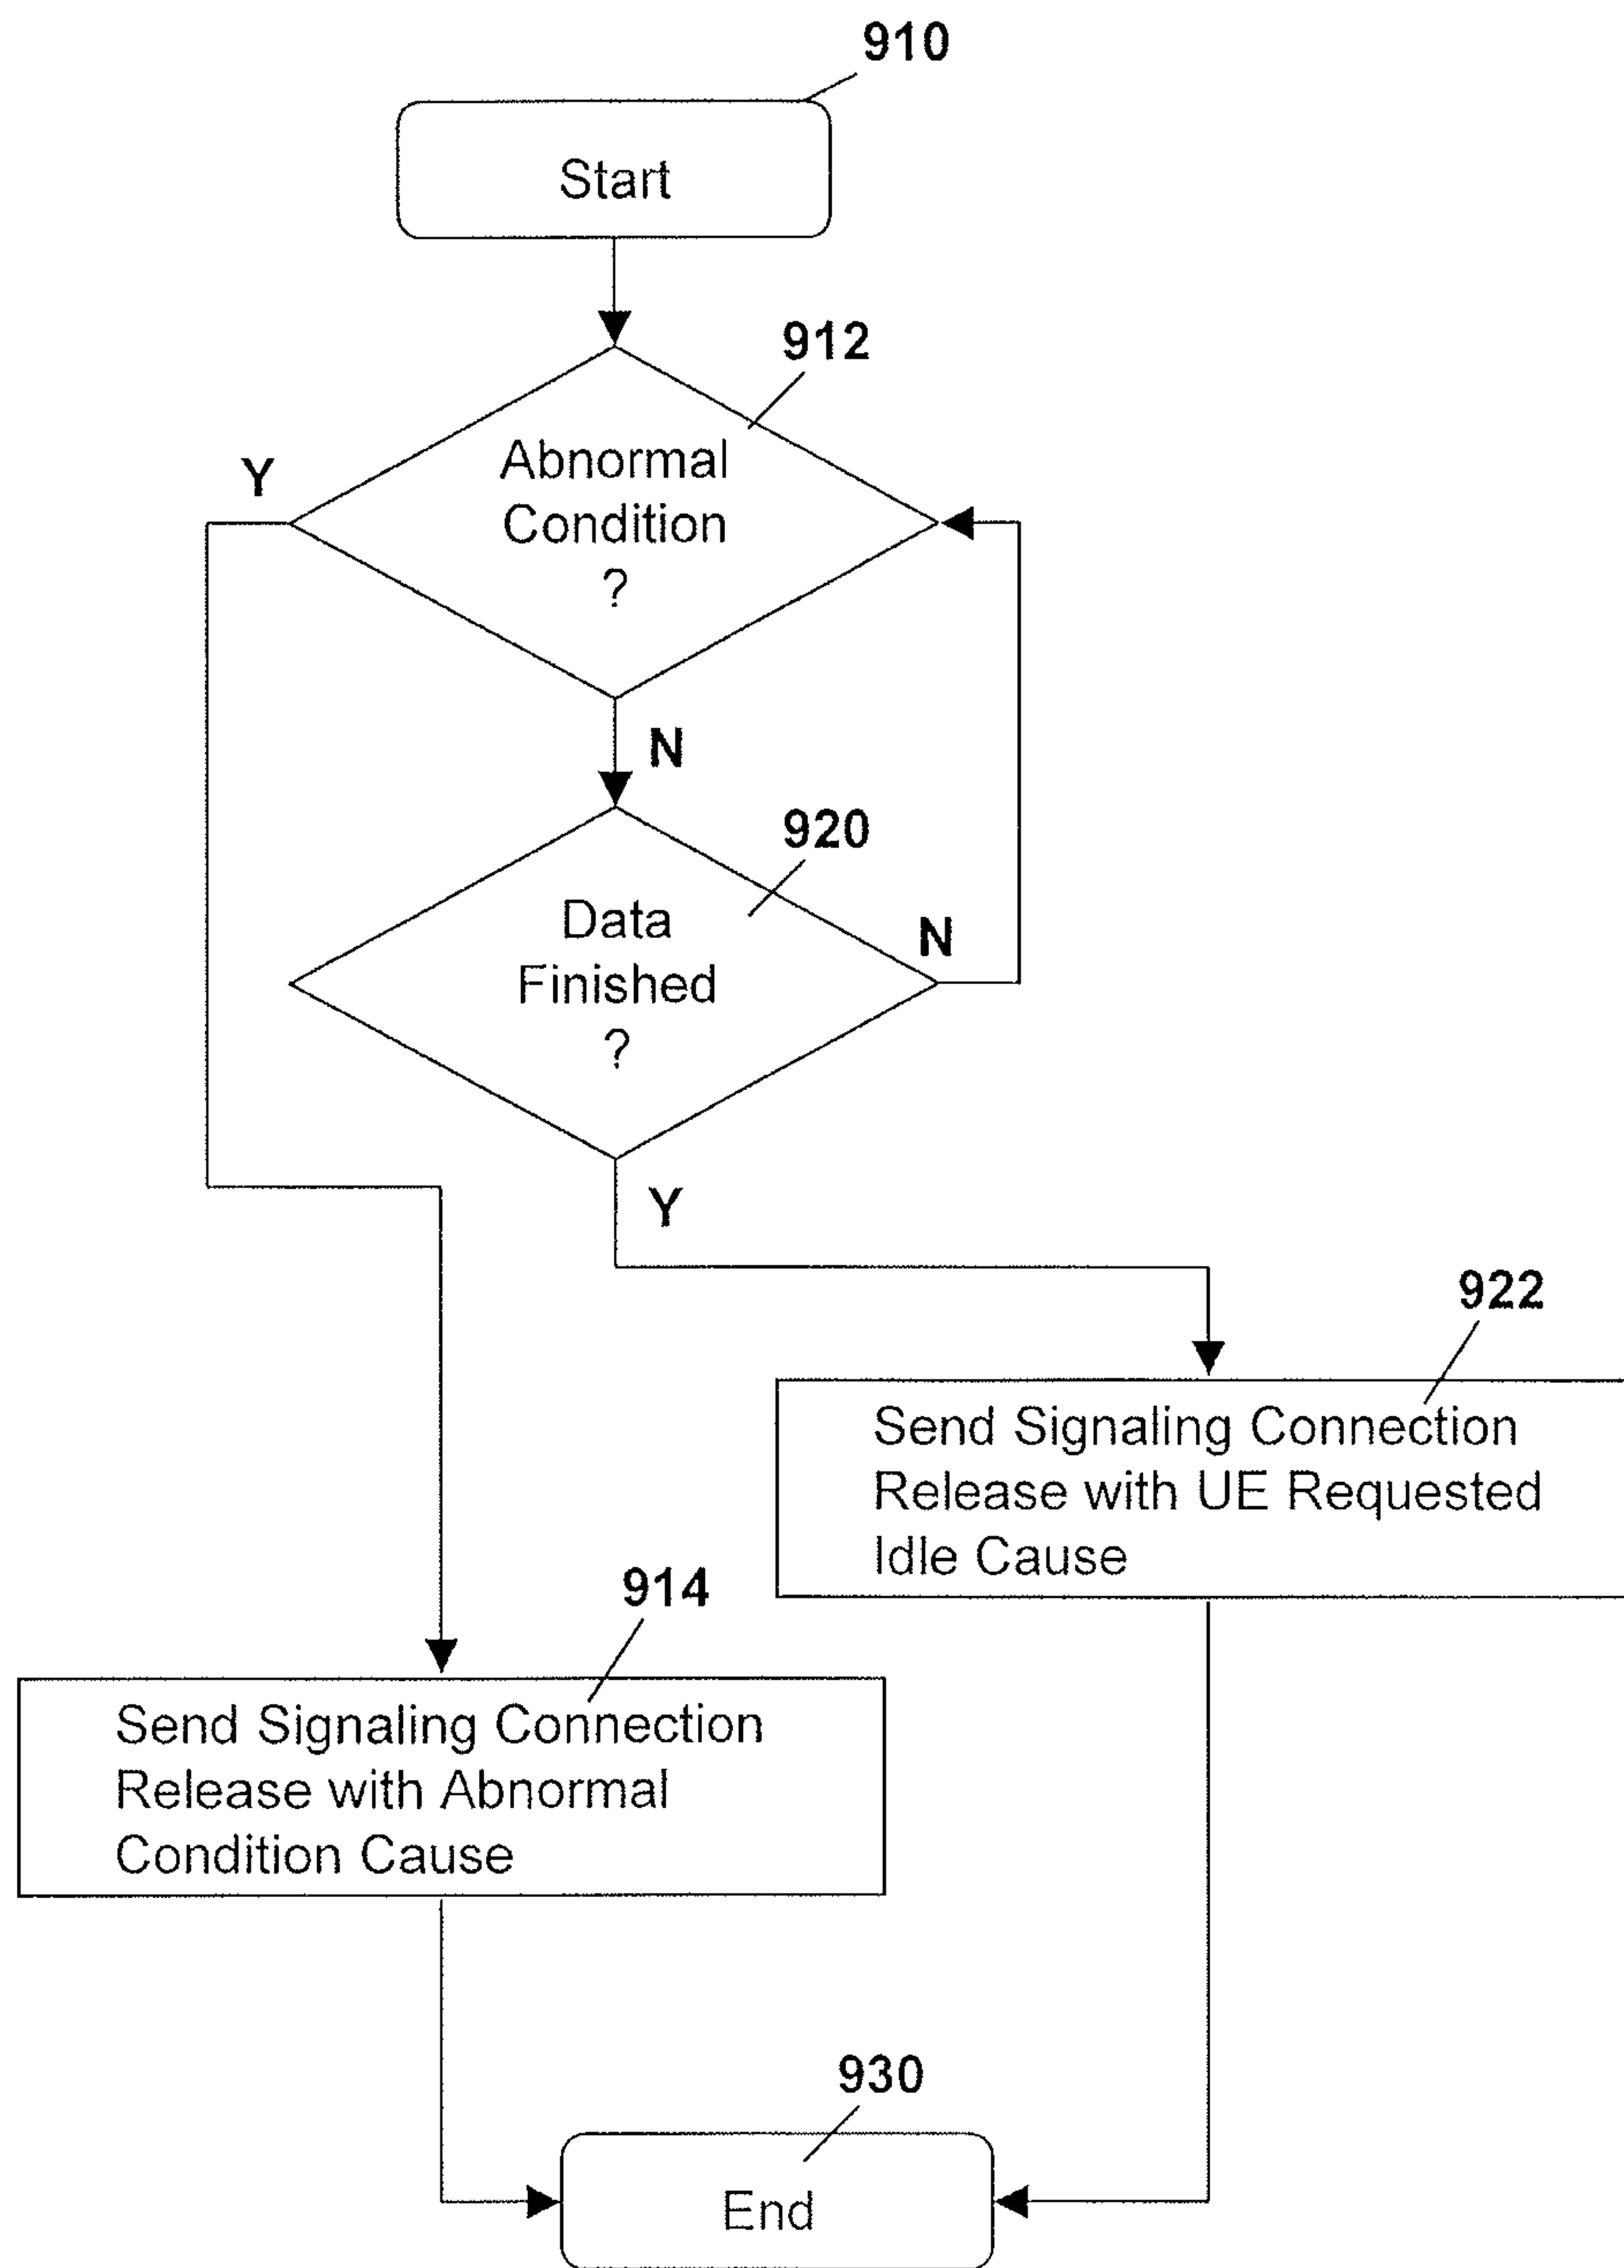 910
Start
912
Y
Abnormal
Condition
?
N
920
Data
Finished
?
N
Y
922
Send Signaling Connection
Release with UE Requested
Idle Cause
914
Send Signaling Connection
Release with Abnormal
Condition Cause
930
End